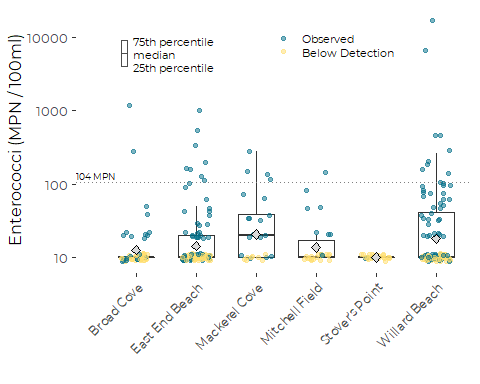 Enterococci (MPN / 100ml)
10000
1000
100
10
75th percentile
median
25th percentile
Observed
Below Detection
104 MPN
Broad Cove
East End Beach
Mackerel Cove
Mitchell Field
Stover's Point
Willard Beach